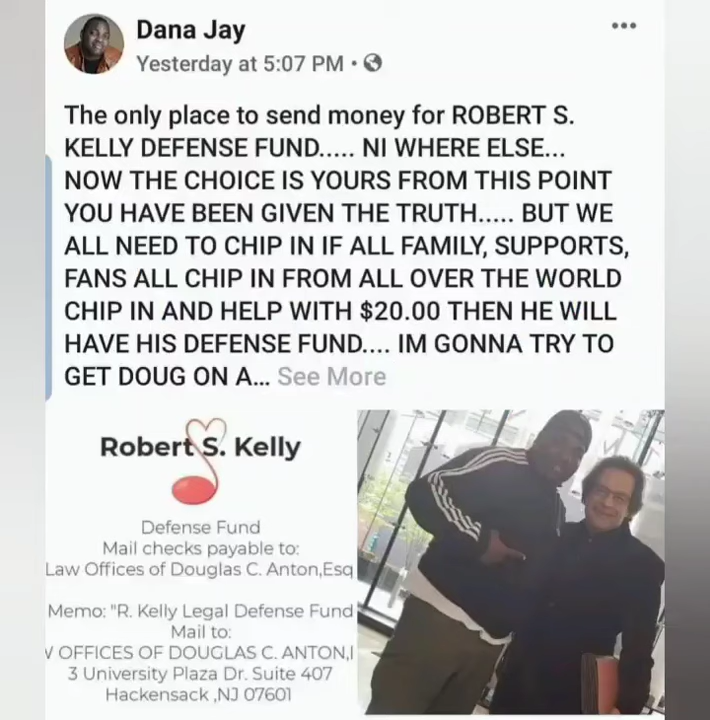 Dana Jay
Yesterday at 5:07 PM •
The only place to send money for ROBERT S.
KELLY DEFENSE FUND..... NI WHERE ELSE...
NOW THE CHOICE IS YOURS FROM THIS POINT
YOU HAVE BEEN GIVEN THE TRUTH..... BUT WE
ALL NEED TO CHIP IN IF ALL FAMILY, SUPPORTS,
FANS ALL CHIP IN FROM ALL OVER THE WORLD
CHIP IN AND HELP WITH $20.00 THEN HE WILL
HAVE HIS DEFENSE FUND.... IM GONNA TRY TO
GET DOUG ON A... See More
Robert S. Kelly
Defense Fund
Mail checks payable to:
Law Offices of Douglas C. Anton,Esq
Memo: "R. Kelly Legal Defense Fund
Mail to:
OFFICES OF DOUGLAS C. ANTON,
3 University Plaza Dr. Suite 407
Hackensack ,NJ 07601